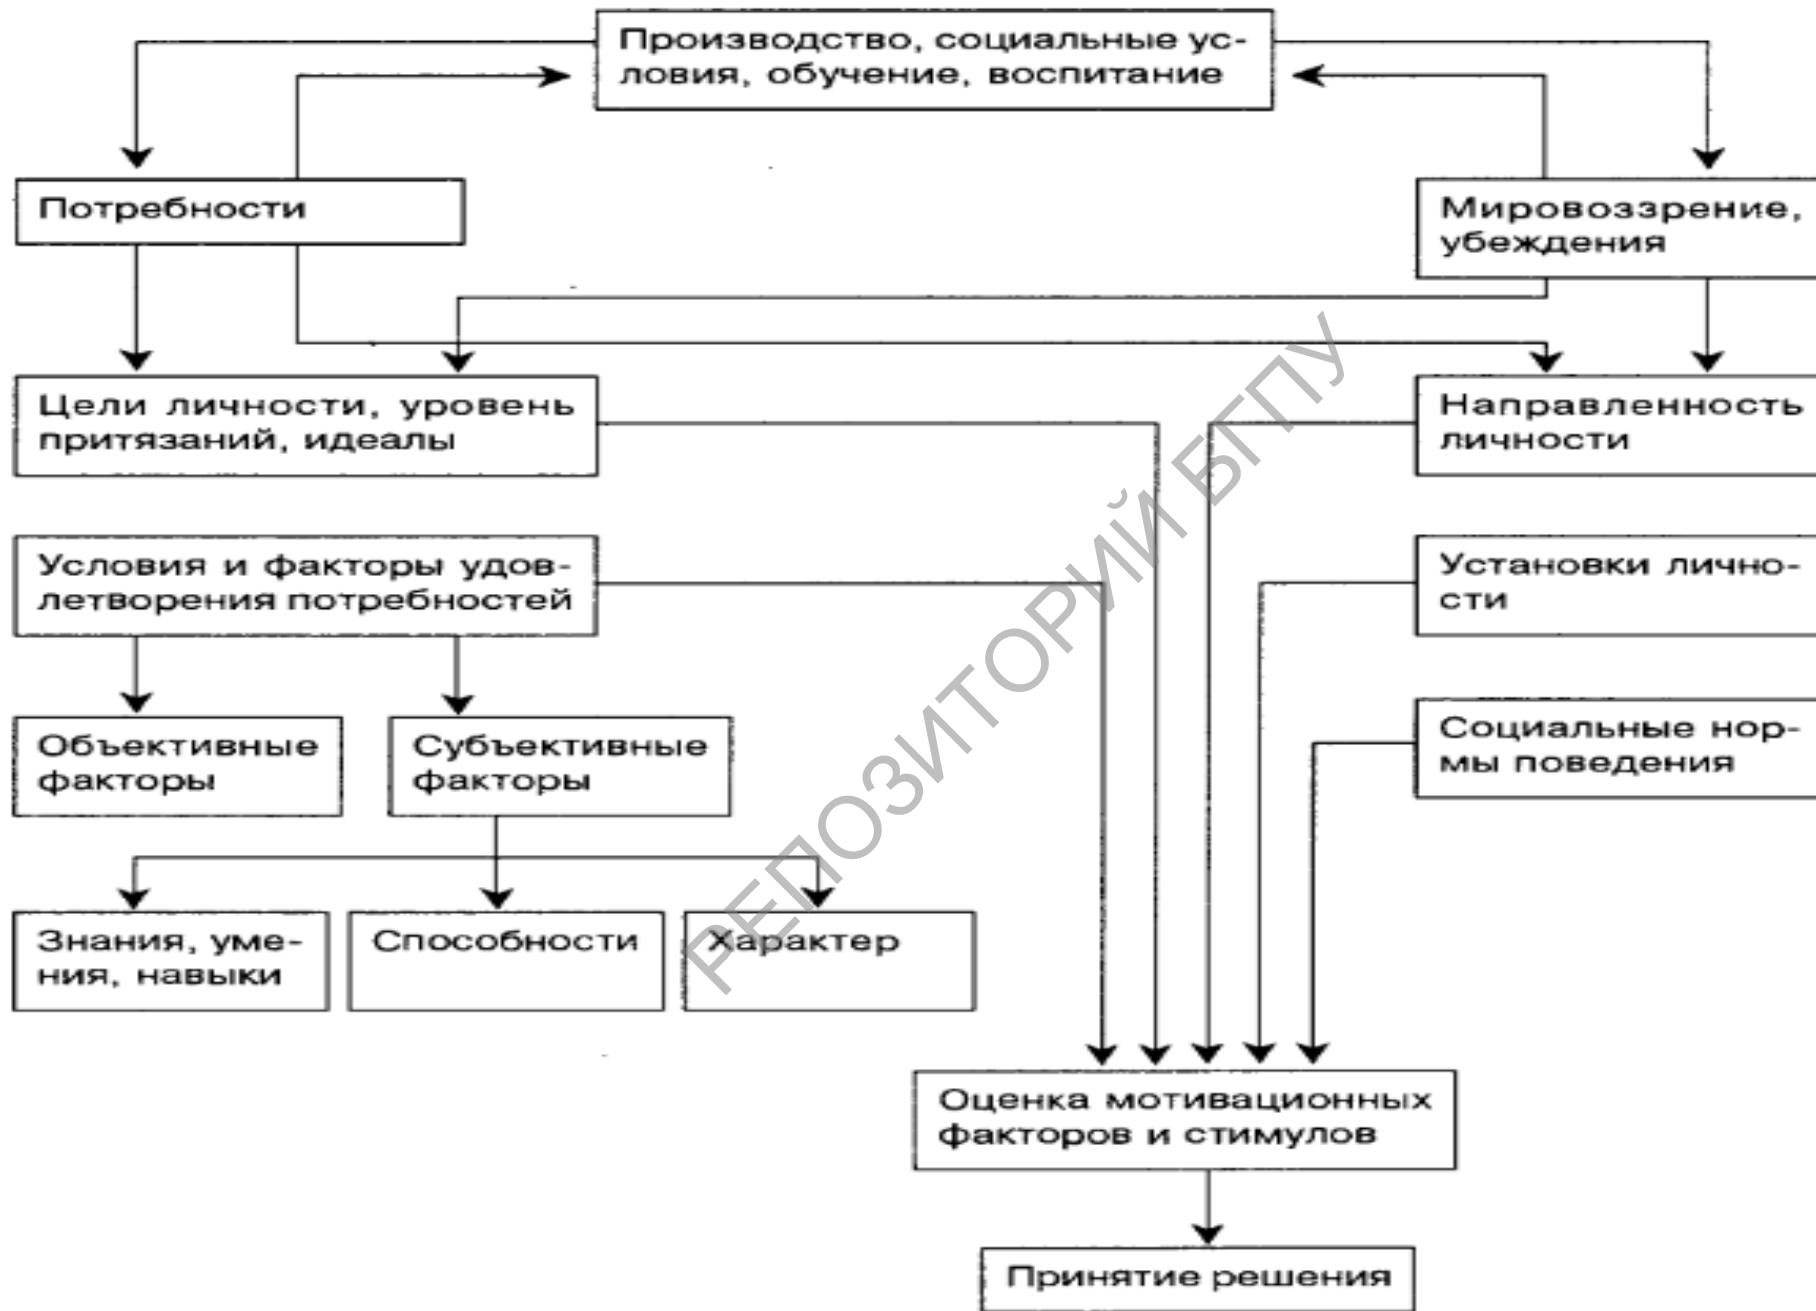 Производство, социальные ус-
ловия, обучение, воспитание
Потребности
Мировоззрение,
убеждения
Цели личности, уровень
притязаний, идеалы
Направленность
личности
Условия и факторы удов-
летворения потребностей
Установки лично-
сти
Объективные
факторы
Субъективные
факторы
Социальные нор-
мы поведения
Знания, уме-
ния, навыки
Способности
Характер
Оценка мотивационных
факторов и стимулов
Принятие решения
РЕПОЗИТОРИЙ БГПУ